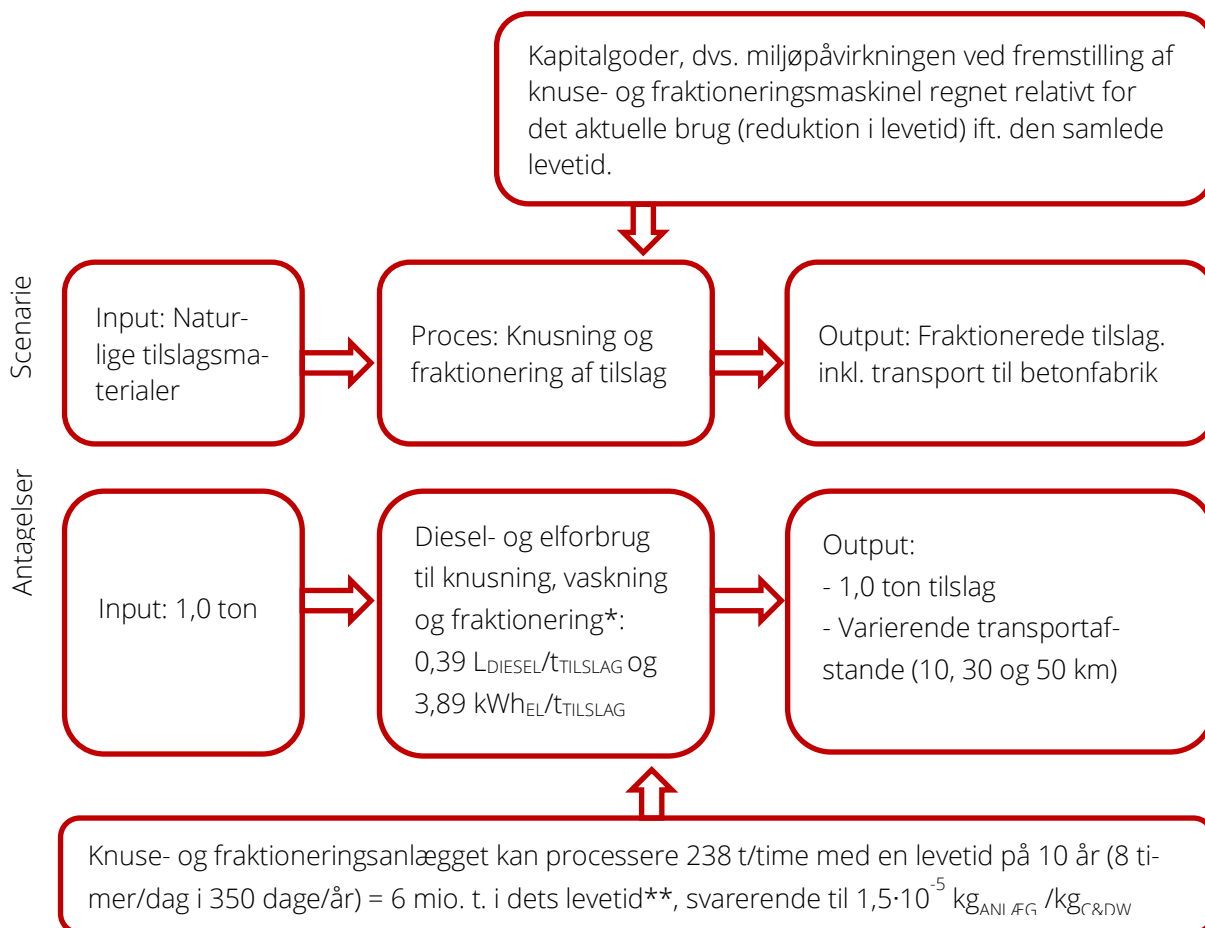 Kapitalgoder, dvs. miljøpåvirkningen ved fremstilling af
knuse- og fraktioneringsmaskinel regnet relativt for
det aktuelle brug (reduktion i levetid) ift. den samlede
levetid.
Scenarie
Input: Natur-
lige tilslagsma-
terialer
Proces: Knusning og
fraktionering af tilslag
Output: Fraktionerede tilslag.
inkl. transport til betonfabrik
Antagelser
Input: 1,0 ton
Diesel- og elforbrug
til knusning, vaskning
og fraktionering*:
0,39 LDIESEL/tTILSLAG og
3,89 kWhEL/tTILSLAG
Output:
- 1,0 ton tilslag
- Varierende transportaf-
stande (10, 30 og 50 km)
Knuse- og fraktioneringsanlægget kan processere 238 t/time med en levetid på 10 år (8 ti-
mer/dag i 350 dage/år) = 6 mio. t. i dets levetid**, svarerende til 1,5·10⁻⁵ kgANLÆG /kgC&DW